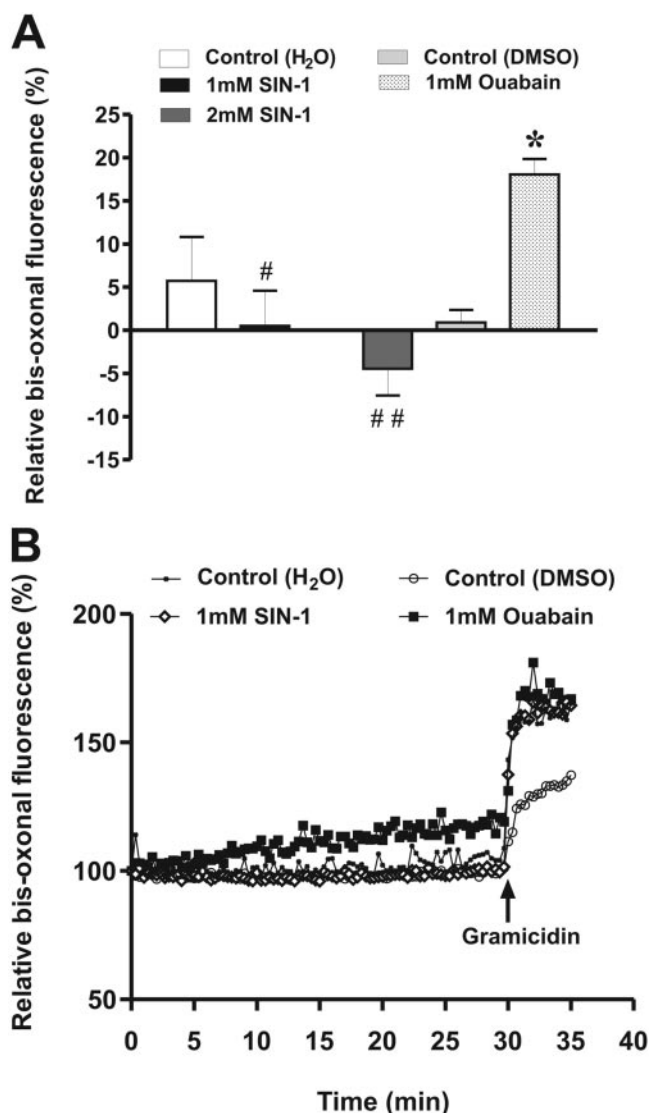 A
Control (H₂O) Control (DMSO)
1mM SIN-1 1mM Ouabain
2mM SIN-1
Relative bis-oxonal fluorescence (%)
25
20
15
10
5
0
-5
-10
-15
#
# #
*
B
Control (H₂O) Control (DMSO)
1mM SIN-1 1mM Ouabain
Relative bis-oxonal fluorescence (%)
200
150
100
50
Gramicidin
0 5 10 15 20 25 30 35 40
Time (min)